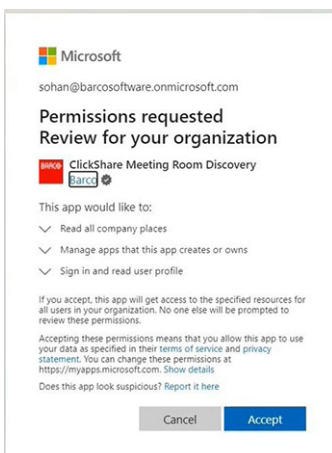 Microsoft
sohan@barcosoftware.onmicrosoft.com
Permissions requested
Review for your organization
BARCO
ClickShare Meeting Room Discovery
Barco
This app would like to:
Read all company places
Manage apps that this app creates or owns
Sign in and read user profile
If you accept, this app will get access to the specified resources for
all users in your organization. No one else will be prompted to
review these permissions.
Accepting these permissions means that you allow this app to use
your data as specified in their terms of service and privacy
statement. You can change these permissions at
https://myapps.microsoft.com. Show details
Does this app look suspicious? Report it here
Cancel
Accept